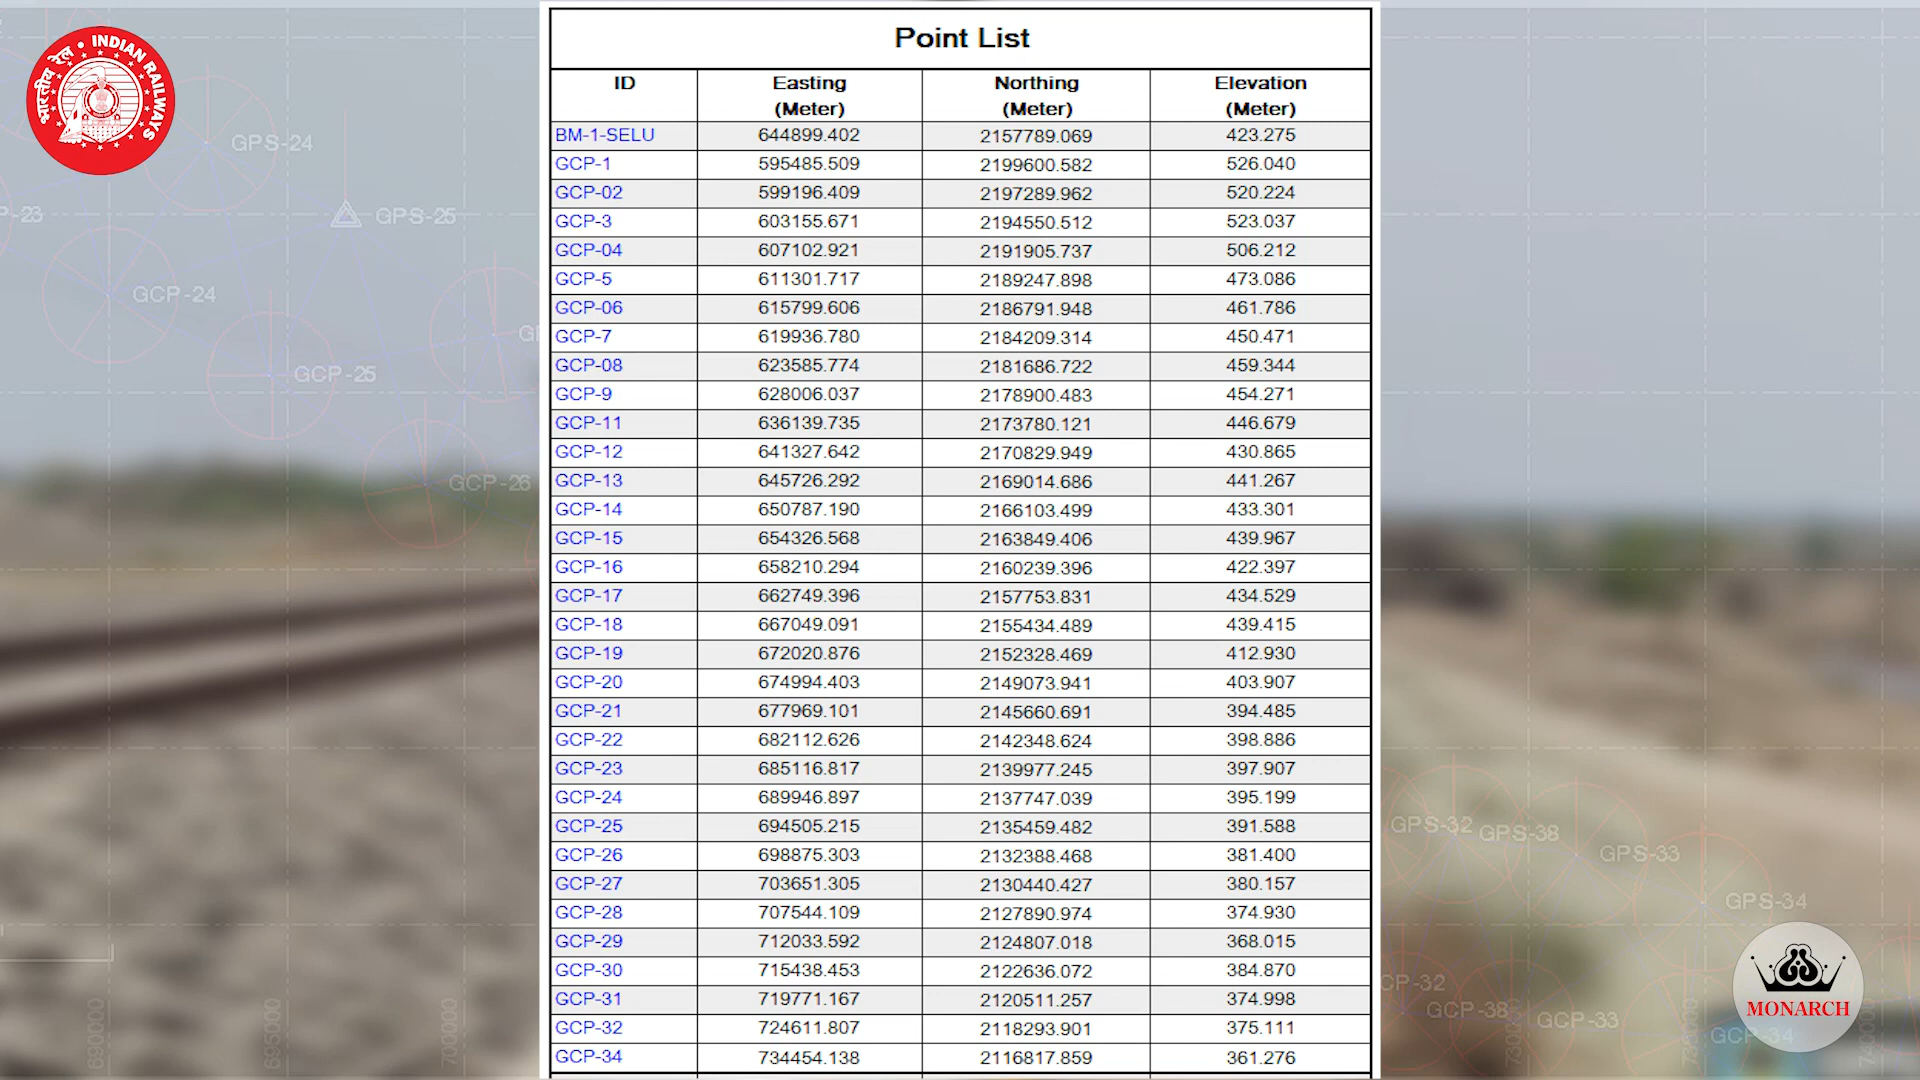 भारतीय रेल • INDIAN RAILWAYS
Point List
ID Easting (Meter) Northing (Meter) Elevation (Meter)
BM-1-SELU 644899.402 2157789.069 423.275
GCP-1 595485.509 2199600.582 526.040
GCP-02 599196.409 2197289.962 520.224
GCP-3 603155.671 2194550.512 523.037
GCP-04 607102.921 2191905.737 506.212
GCP-5 611301.717 2189247.898 473.086
GCP-06 615799.606 2186791.948 461.786
GCP-7 619936.780 2184209.314 450.471
GCP-08 623585.774 2181686.722 459.344
GCP-9 628006.037 2178900.483 454.271
GCP-11 636139.735 2173780.121 446.679
GCP-12 641327.642 2170829.949 430.865
GCP-13 645726.292 2169014.686 441.267
GCP-14 650787.190 2166103.499 433.301
GCP-15 654326.568 2163849.406 439.967
GCP-16 658210.294 2160239.396 422.397
GCP-17 662749.396 2157753.831 434.529
GCP-18 667049.091 2155434.489 439.415
GCP-19 672020.876 2152328.469 412.930
GCP-20 674994.403 2149073.941 403.907
GCP-21 677969.101 2145660.691 394.485
GCP-22 682112.626 2142348.624 398.886
GCP-23 685116.817 2139977.245 397.907
GCP-24 689946.897 2137747.039 395.199
GCP-25 694505.215 2135459.482 391.588
GCP-26 698875.303 2132388.468 381.400
GCP-27 703651.305 2130440.427 380.157
GCP-28 707544.109 2127890.974 374.930
GCP-29 712033.592 2124807.018 368.015
GCP-30 715438.453 2122636.072 384.870
GCP-31 719771.167 2120511.257 374.998
GCP-32 724611.807 2118293.901 375.111
GCP-34 734454.138 2116817.859 361.276
GPS-24
GPS-25
GCP-24
GCP-25
GCP-26
690000
695000
700000
GPS-32
GPS-38
GPS-33
GPS-34
GCP-38
GCP-33
GCP-34
MONARCH